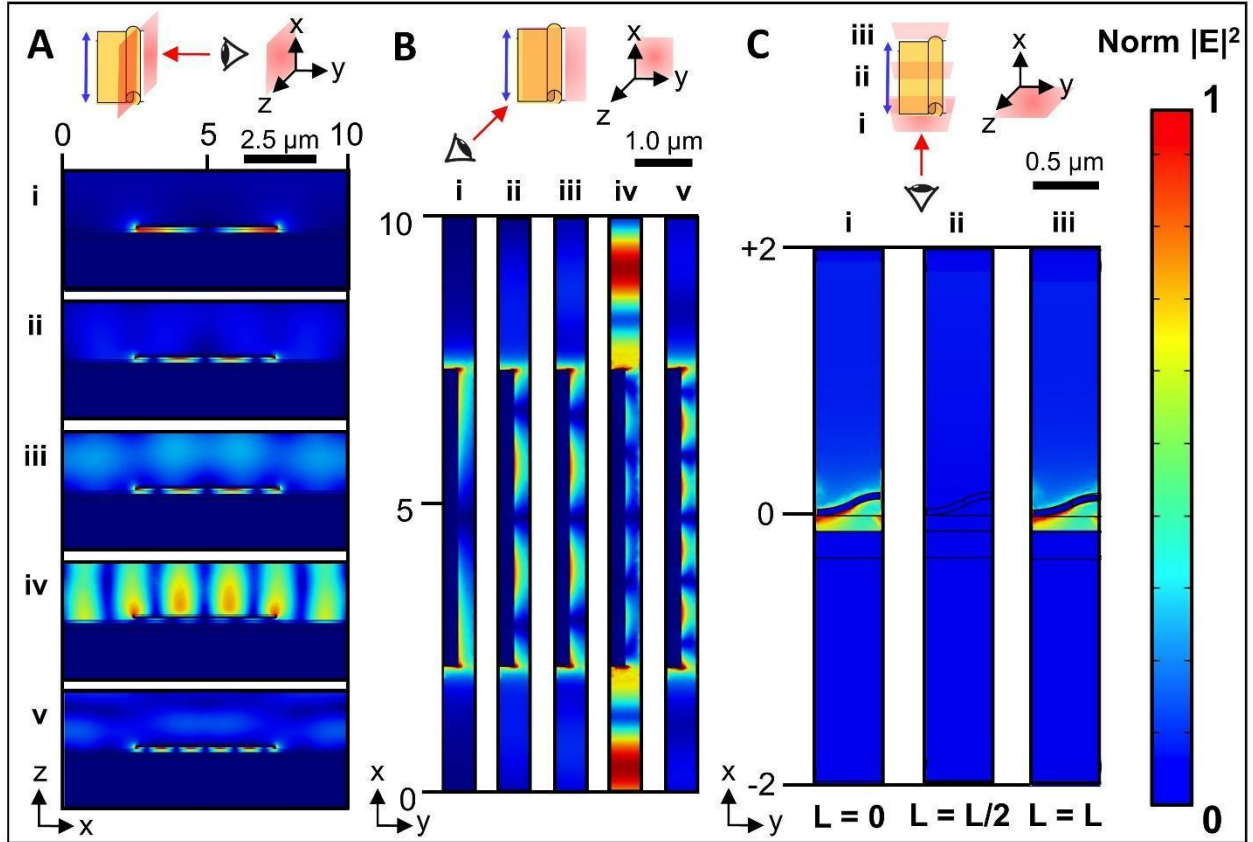 A
x
y
z
0
5
10
2.5 μm
i
ii
iii
iv
v
z
x
B
x
y
z
1.0 μm
i
ii
iii
iv
v
10
5
0
x
y
C
iii
ii
i
x
y
z
0.5 μm
i
ii
iii
+2
0
-2
x
y
L = 0
L = L/2
L = L
Norm |E|²
1
0